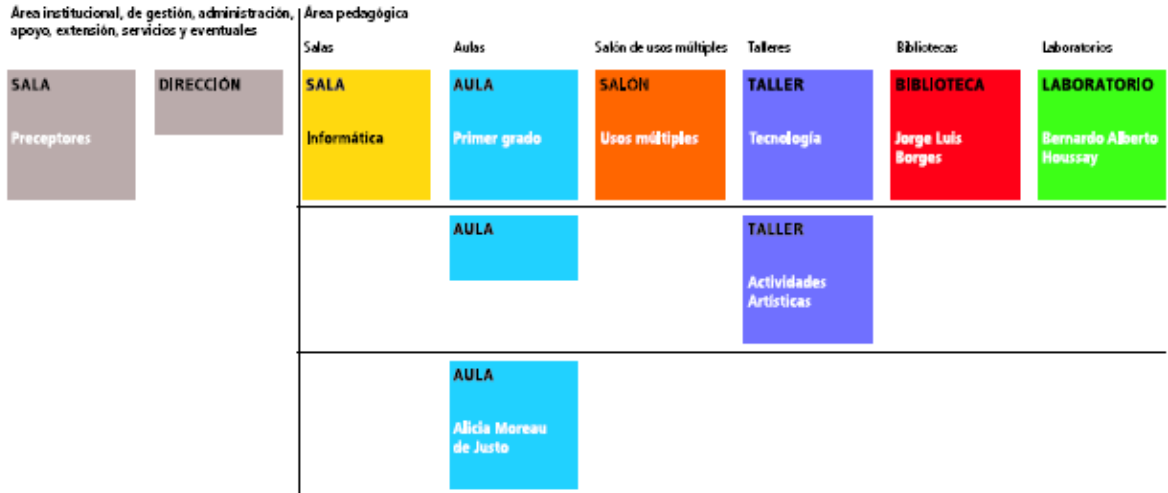 Área institucional, de gestión, administración,
apoyo, extensión, servicios y eventuales
Área pedagógica
Salas
Aulas
Salón de usos múltiples
Talleres
Bibliotecas
Laboratorios
SALA
Preceptores
DIRECCIÓN
SALA
Informática
AULA
Primer grado
SALÓN
Usos múltiples
TALLER
Tecnología
BIBLIOTECA
Jorge Luis
Borges
LABORATORIO
Bernardo Alberto
Houssay
AULA
TALLER
Actividades
Artísticas
AULA
Alicia Moreau
de Justo